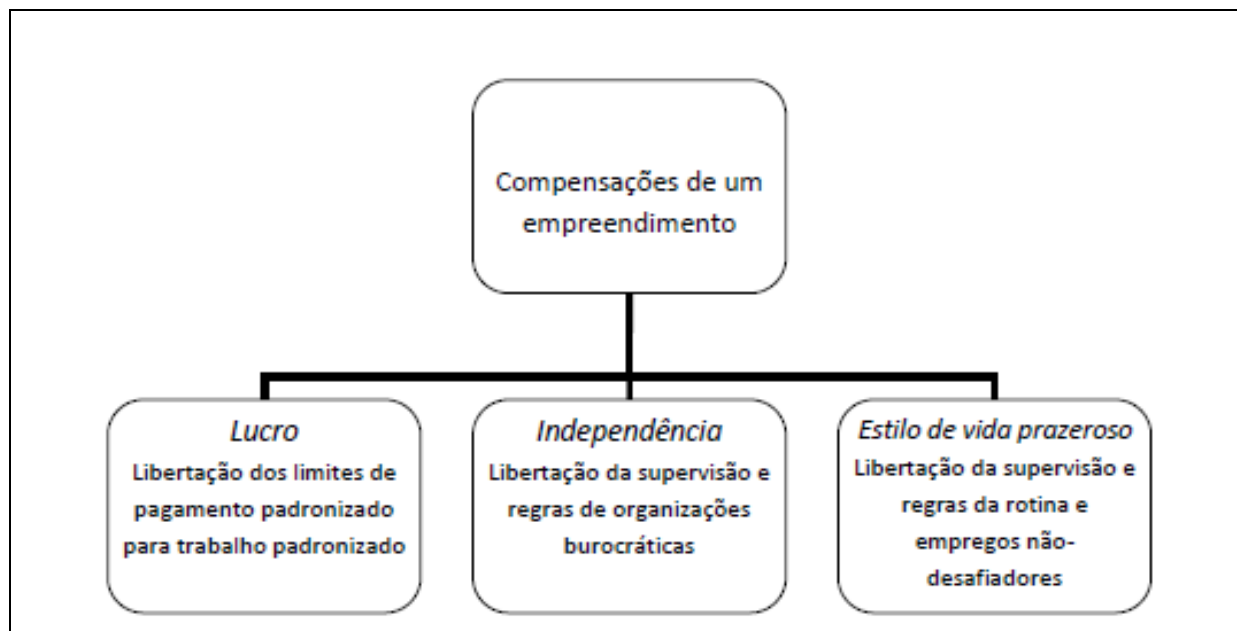 Compensações de um
empreendimento
Lucro
Libertação dos limites de
pagamento padronizado
para trabalho padronizado
Independência
Libertação da supervisão e
regras de organizações
burocráticas
Estilo de vida prazeroso
Libertação da supervisão e
regras da rotina e
empregos não-
desafiadores